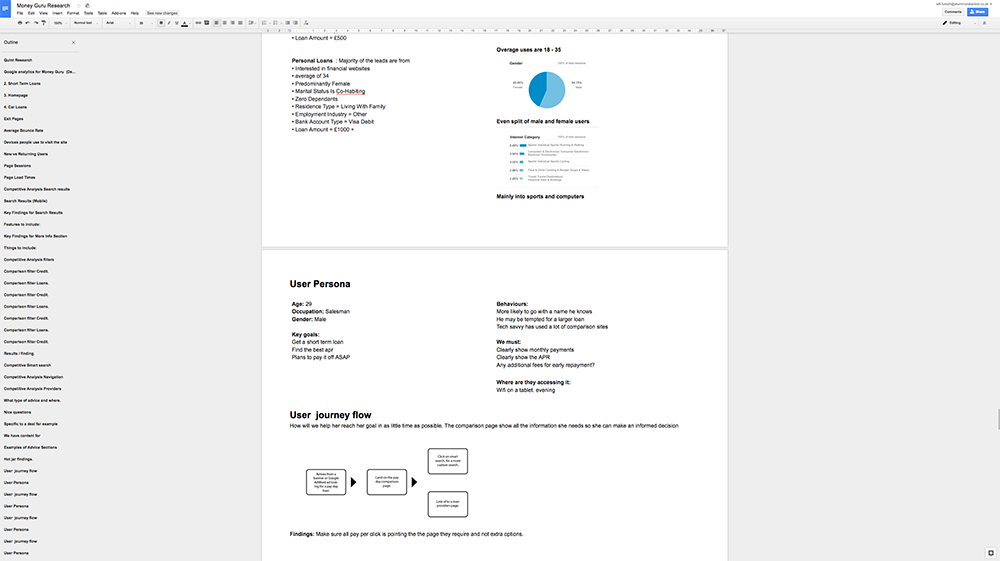 Money Guru Research
File Edit View Insert Format Tools Table Add-ons Help See new changes
Comments
Share
100% Normal text Arial
Editing
Outline
Quint Research
Google analytics for Money Guru (De...
2. Short Term Loans
3. Homepage
4. Car Loans
Exit Pages
Average Bounce Rate
Devices people use to visit the site
New vs Returning Users
Page Sessions
Page Load Times
Competitive Analysis Search results
Search Results (Mobile)
Key Findings for Search Results
Features to include:
Key Findings for More Info Section
Things to include:
Competitive Analysis filters
Comparison filter Credit.
Comparison filter Loans.
Comparison filter Credit.
Comparison filter Loans.
Comparison filter Credit.
Comparison filter Loans.
Comparison filter Credit.
Results / finding.
Competitive Smart search
Competitive Analysis Navigation
Competitive Analysis Providers
What type of advice and where.
Nice questions
Specific to a deal for example
We have content for
Examples of Advice Sections
Hot jar findings.
User journey flow
User Persona
User journey flow
User Persona
User journey flow
User Persona
User journey flow
User Persona
• Loan Amount = £500
Personal Loans : Majority of the leads are from
• Interested in financial websites
• average of 34
• Predominantly Female
• Marital Status Is Co-Habiting
• Zero Dependants
• Residence Type = Living With Family
• Employment Industry = Other
• Bank Account Type = Visa Debit
• Loan Amount = £1000 +
Overage uses are 18 - 35
Gender
Female
Male
Even split of male and female users
Interest Category
Mainly into sports and computers
User Persona
Age: 29
Occupation: Salesman
Gender: Male
Key goals:
Get a short term loan
Find the best apr
Plans to pay it off ASAP
Behaviours:
More likely to go with a name he knows
He may be tempted for a larger loan
Tech savvy has used a lot of comparison sites
We must:
Clearly show monthly payments
Clearly show the APR
Any additional fees for early repayment?
Where are they accessing it:
Wifi on a tablet. evening
User journey flow
How will we help her reach her goal in as little time as possible. The comparison page show all the information she needs so she can make an informed decision
Arrives from a
banner or Google
AdWord ad look-
ing for a pay day
loan.
Land on the pay
day comparison
page.
Click on smart
search, for a more
custom search.
Link of to a loan
providers page.
Findings: Make sure all pay per click is pointing the the page they require and not extra options.